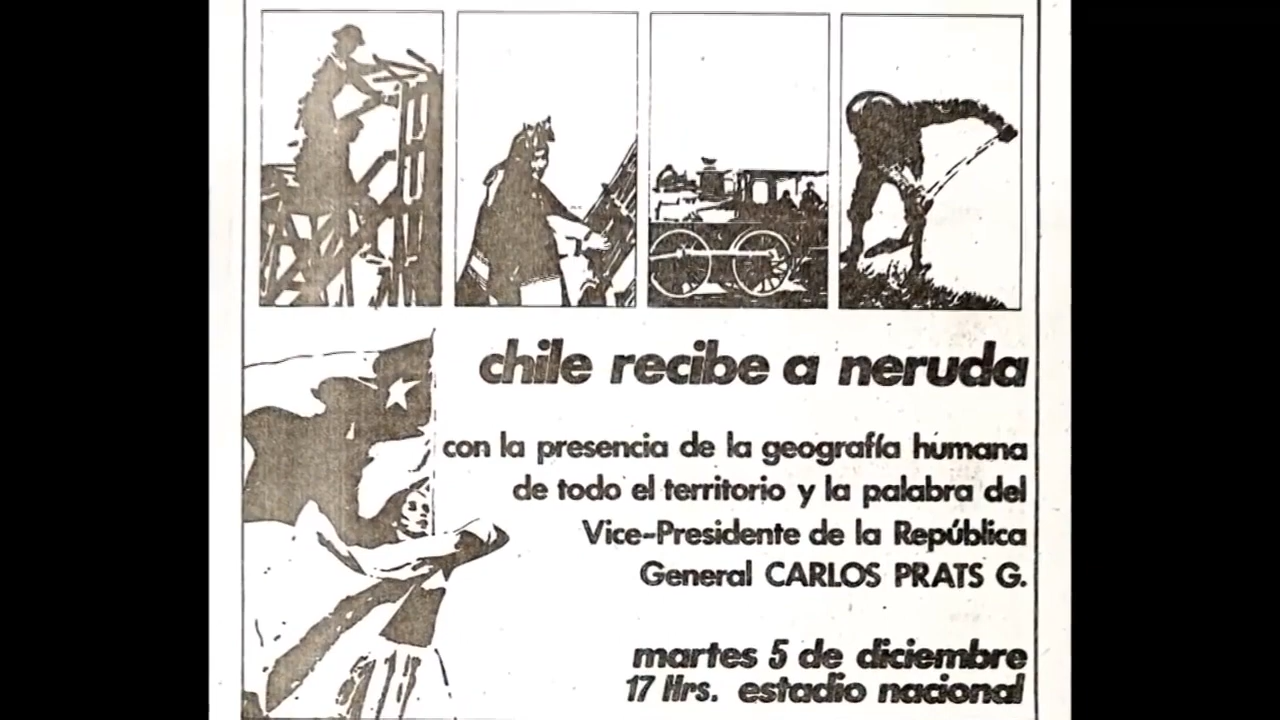 chile recibe a neruda
con la presencia de la geografía humana
de todo el territorio y la palabra del
Vice-Presidente de la República
General CARLOS PRATS G.
martes 5 de diciembre
17 Hrs. estadio nacional